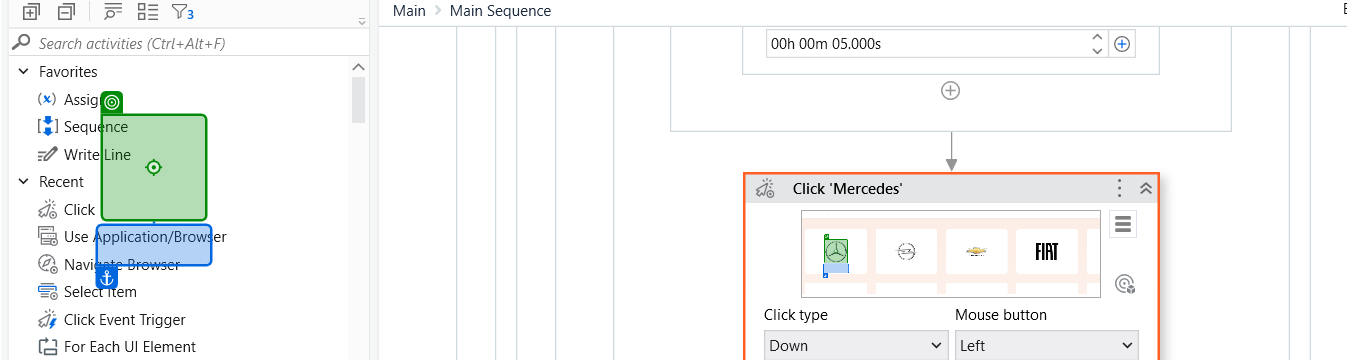 3
Search activities (Ctrl+Alt+F)
Favorites
Assig
Sequence
Write Line
Recent
Click
Use Application/Browser
Navigate Browser
Select Item
Click Event Trigger
For Each UI Element
Main > Main Sequence
00h 00m 05.000s
Click 'Mercedes'
FIAT
Click type
Mouse button
Down
Left